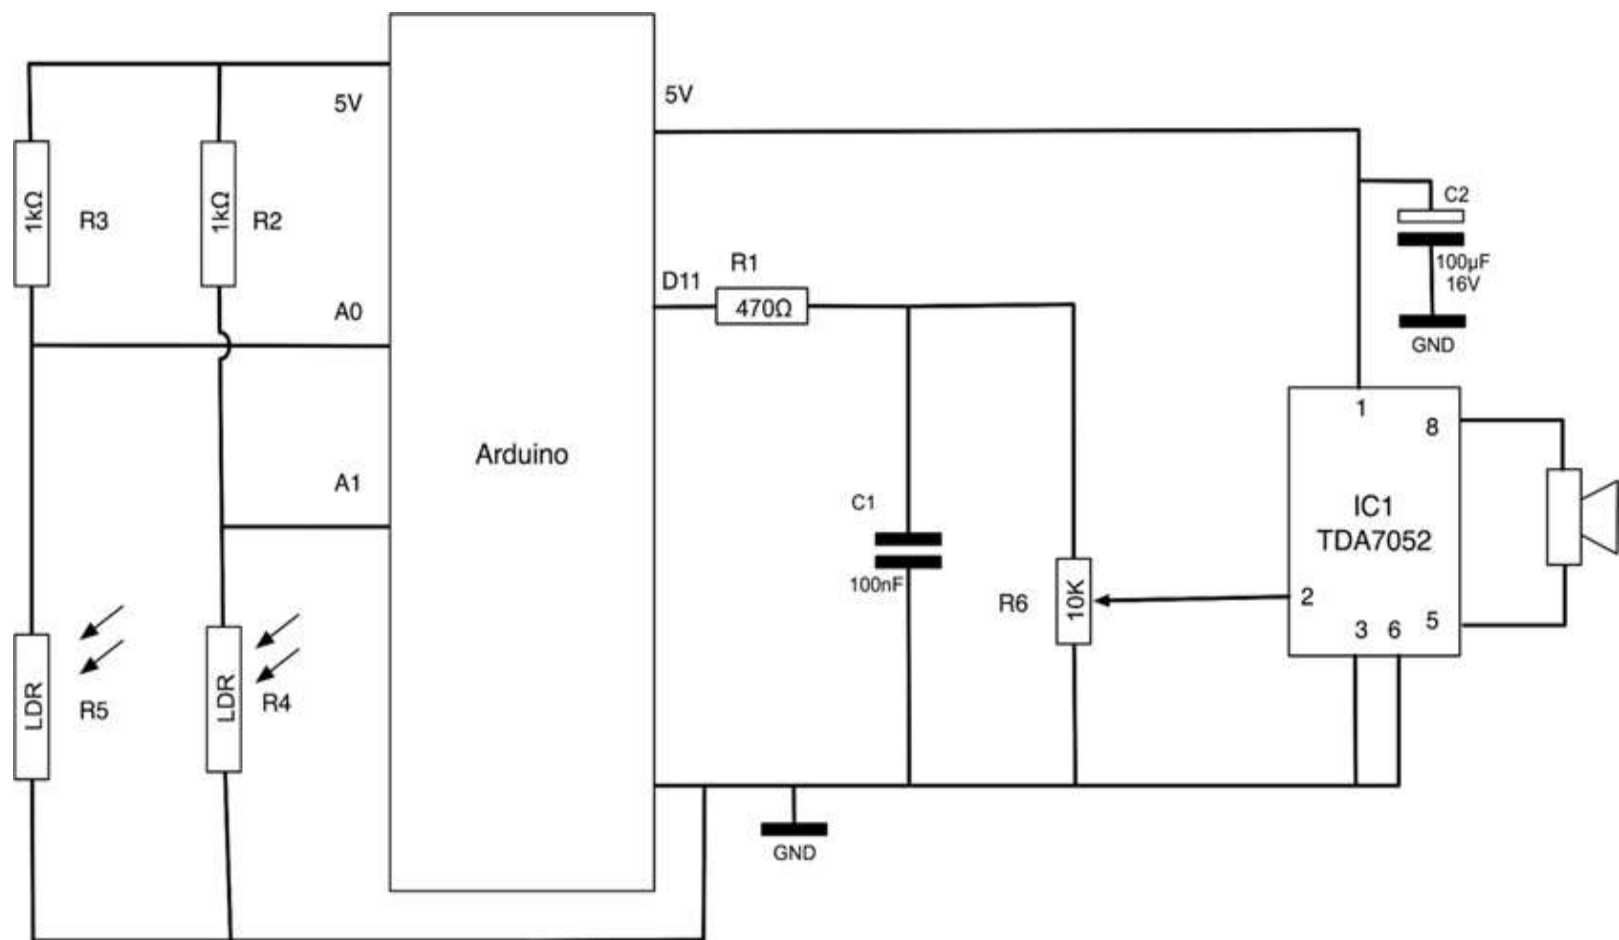 5V
5V
1kΩ
R3
1kΩ
R2
C2
100µF
16V
GND
R1
D11
470Ω
A0
1
8
Arduino
A1
C1
100nF
IC1
TDA7052
R6
10K
2
3
6
5
LDR
R5
LDR
R4
GND